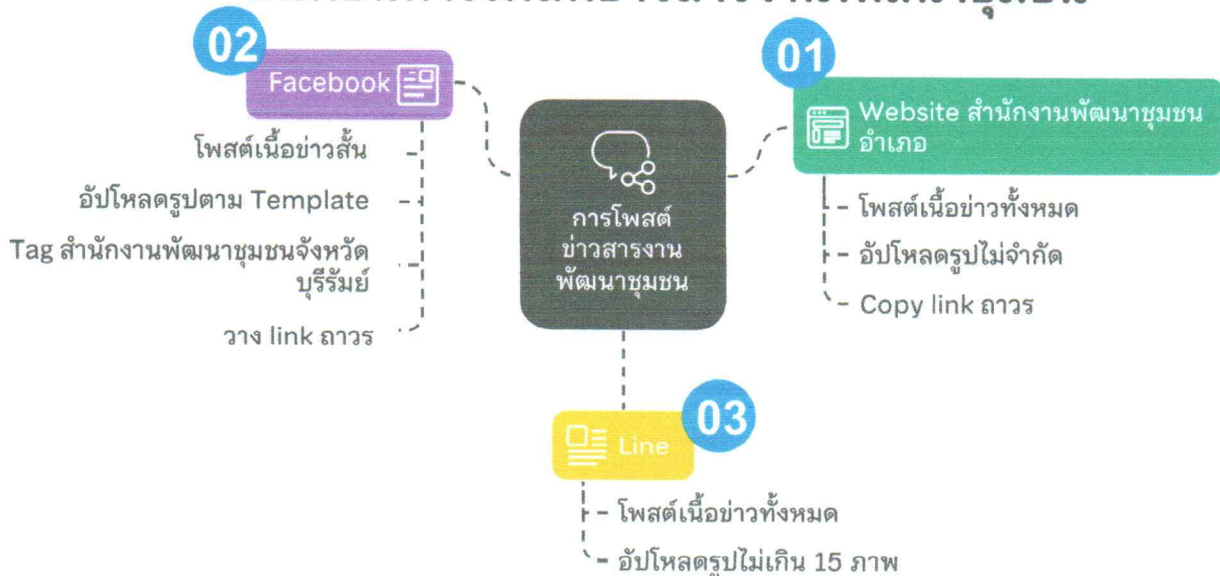 02
Facebook
โพสต์เนื้อข่าวสั้น
อัปโหลดรูปตาม Template
Tag สำนักงานพัฒนาชุมชนจังหวัด
บุรีรัมย์
วาง link ถาวร
การโพสต์
ข่าวสารงาน
พัฒนาชุมชน
01
Website สำนักงานพัฒนาชุมชน
อำเภอ
โพสต์เนื้อข่าวทั้งหมด
อัปโหลดรูปไม่จำกัด
Copy link ถาวร
03
Line
โพสต์เนื้อข่าวทั้งหมด
อัปโหลดรูปไม่เกิน 15 ภาพ